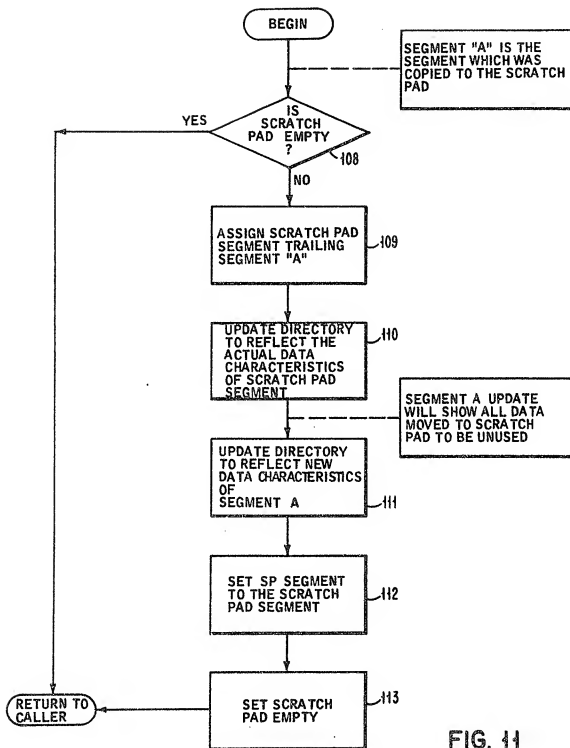 BEGIN
SEGMENT "A" IS THE
SEGMENT WHICH WAS
COPIED TO THE SCRATCH
PAD
YES
IS
SCRATCH
PAD EMPTY
?
108
NO
ASSIGN SCRATCH PAD
SEGMENT TRAILING
SEGMENT "A"
109
UPDATE DIRECTORY
TO REFLECT THE
ACTUAL DATA
CHARACTERISTICS
OF SCRATCH PAD
SEGMENT
110
SEGMENT A UPDATE
WILL SHOW ALL DATA
MOVED TO SCRATCH
PAD TO BE UNUSED
UPDATE DIRECTORY
TO REFLECT NEW
DATA CHARACTERISTICS
OF
SEGMENT A
111
SET SP SEGMENT
TO THE SCRATCH
PAD SEGMENT
112
SET SCRATCH
PAD EMPTY
113
RETURN TO
CALLER
FIG. 11